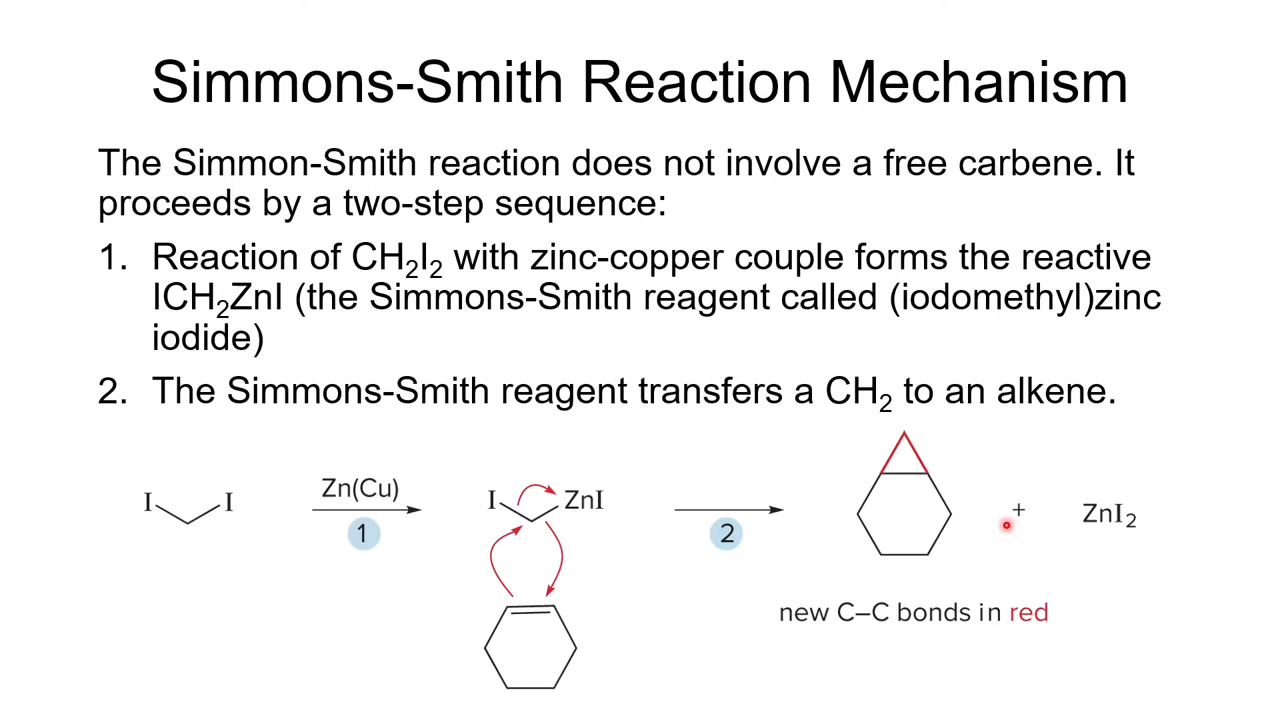 Simmons-Smith Reaction Mechanism
The Simmon-Smith reaction does not involve a free carbene. It
proceeds by a two-step sequence:
1. Reaction of CH₂I₂ with zinc-copper couple forms the reactive
ICH₂ZnI (the Simmons-Smith reagent called (iodomethyl)zinc
iodide)
2. The Simmons-Smith reagent transfers a CH₂ to an alkene.
I I Zn(Cu) I ZnI + ZnI₂
1 2
new C–C bonds in red